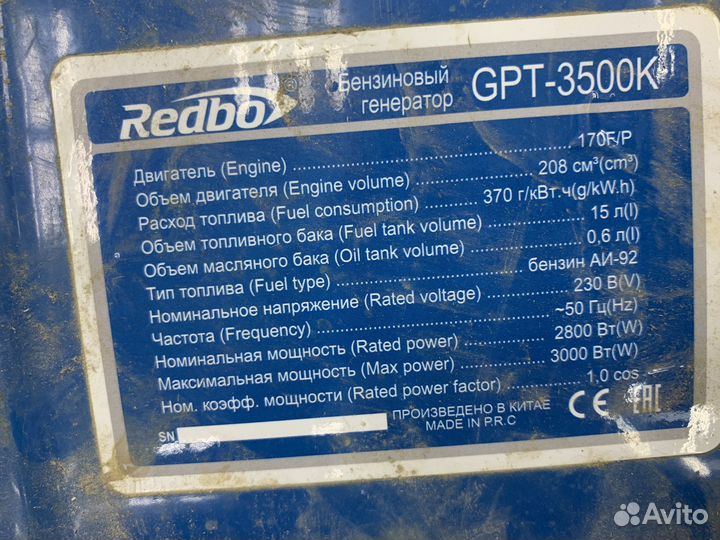 Redbo
Бензиновый
генератор
GPT-3500K
Двигатель (Engine) 170F/P
Объем двигателя (Engine volume) 208 см³(cm³)
Расход топлива (Fuel consumption) 370 г/кВт.ч(g/kW.h)
Объем топливного бака (Fuel tank volume) 15 л(l)
Объем масляного бака (Oil tank volume) 0,6 л(l)
Тип топлива (Fuel type) бензин АИ-92
Номинальное напряжение (Rated voltage) 230 В(V)
Частота (Frequency) ~50 Гц(Hz)
Номинальная мощность (Rated power) 2800 Вт(W)
Максимальная мощность (Max power) 3000 Вт(W)
Ном. коэфф. мощности (Rated power factor) 1,0 cos
SN
ПРОИЗВЕДЕНО В КИТАЕ
MADE IN P.R.C
CE EAC
Avito